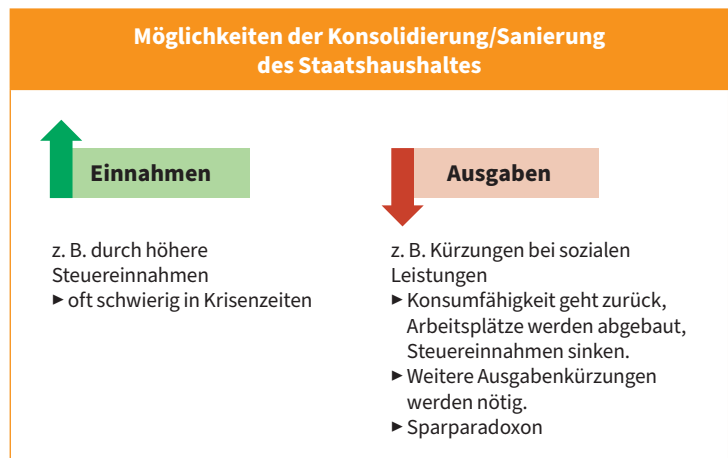 Möglichkeiten der Konsolidierung/Sanierung
des Staatshaushaltes
Einnahmen
z. B. durch höhere
Steuereinnahmen
▸ oft schwierig in Krisenzeiten
Ausgaben
z. B. Kürzungen bei sozialen
Leistungen
▸ Konsumfähigkeit geht zurück,
Arbeitsplätze werden abgebaut,
Steuereinnahmen sinken.
▸ Weitere Ausgabenkürzungen
werden nötig.
▸ Sparparadoxon